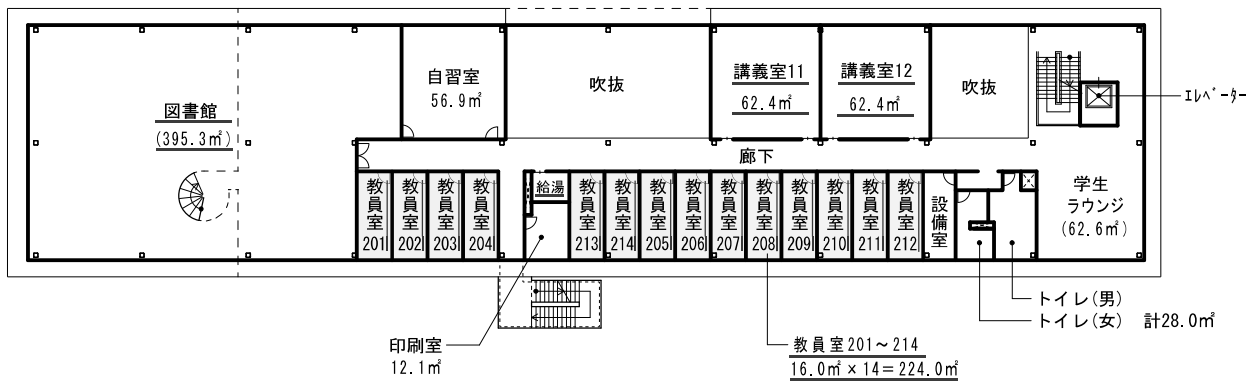 図書館
(395.3㎡)
自習室
56.9㎡
吹抜
講義室11
62.4㎡
講義室12
62.4㎡
吹抜
エレベーター
廊下
教員室
201
教員室
202
教員室
203
教員室
204
給湯
教員室
213
教員室
214
教員室
205
教員室
206
教員室
207
教員室
208
教員室
209
教員室
210
教員室
211
教員室
212
設備室
学生
ラウンジ
(62.6㎡)
印刷室
12.1㎡
教員室201～214
16.0㎡×14=224.0㎡
トイレ(男)
トイレ(女) 計28.0㎡